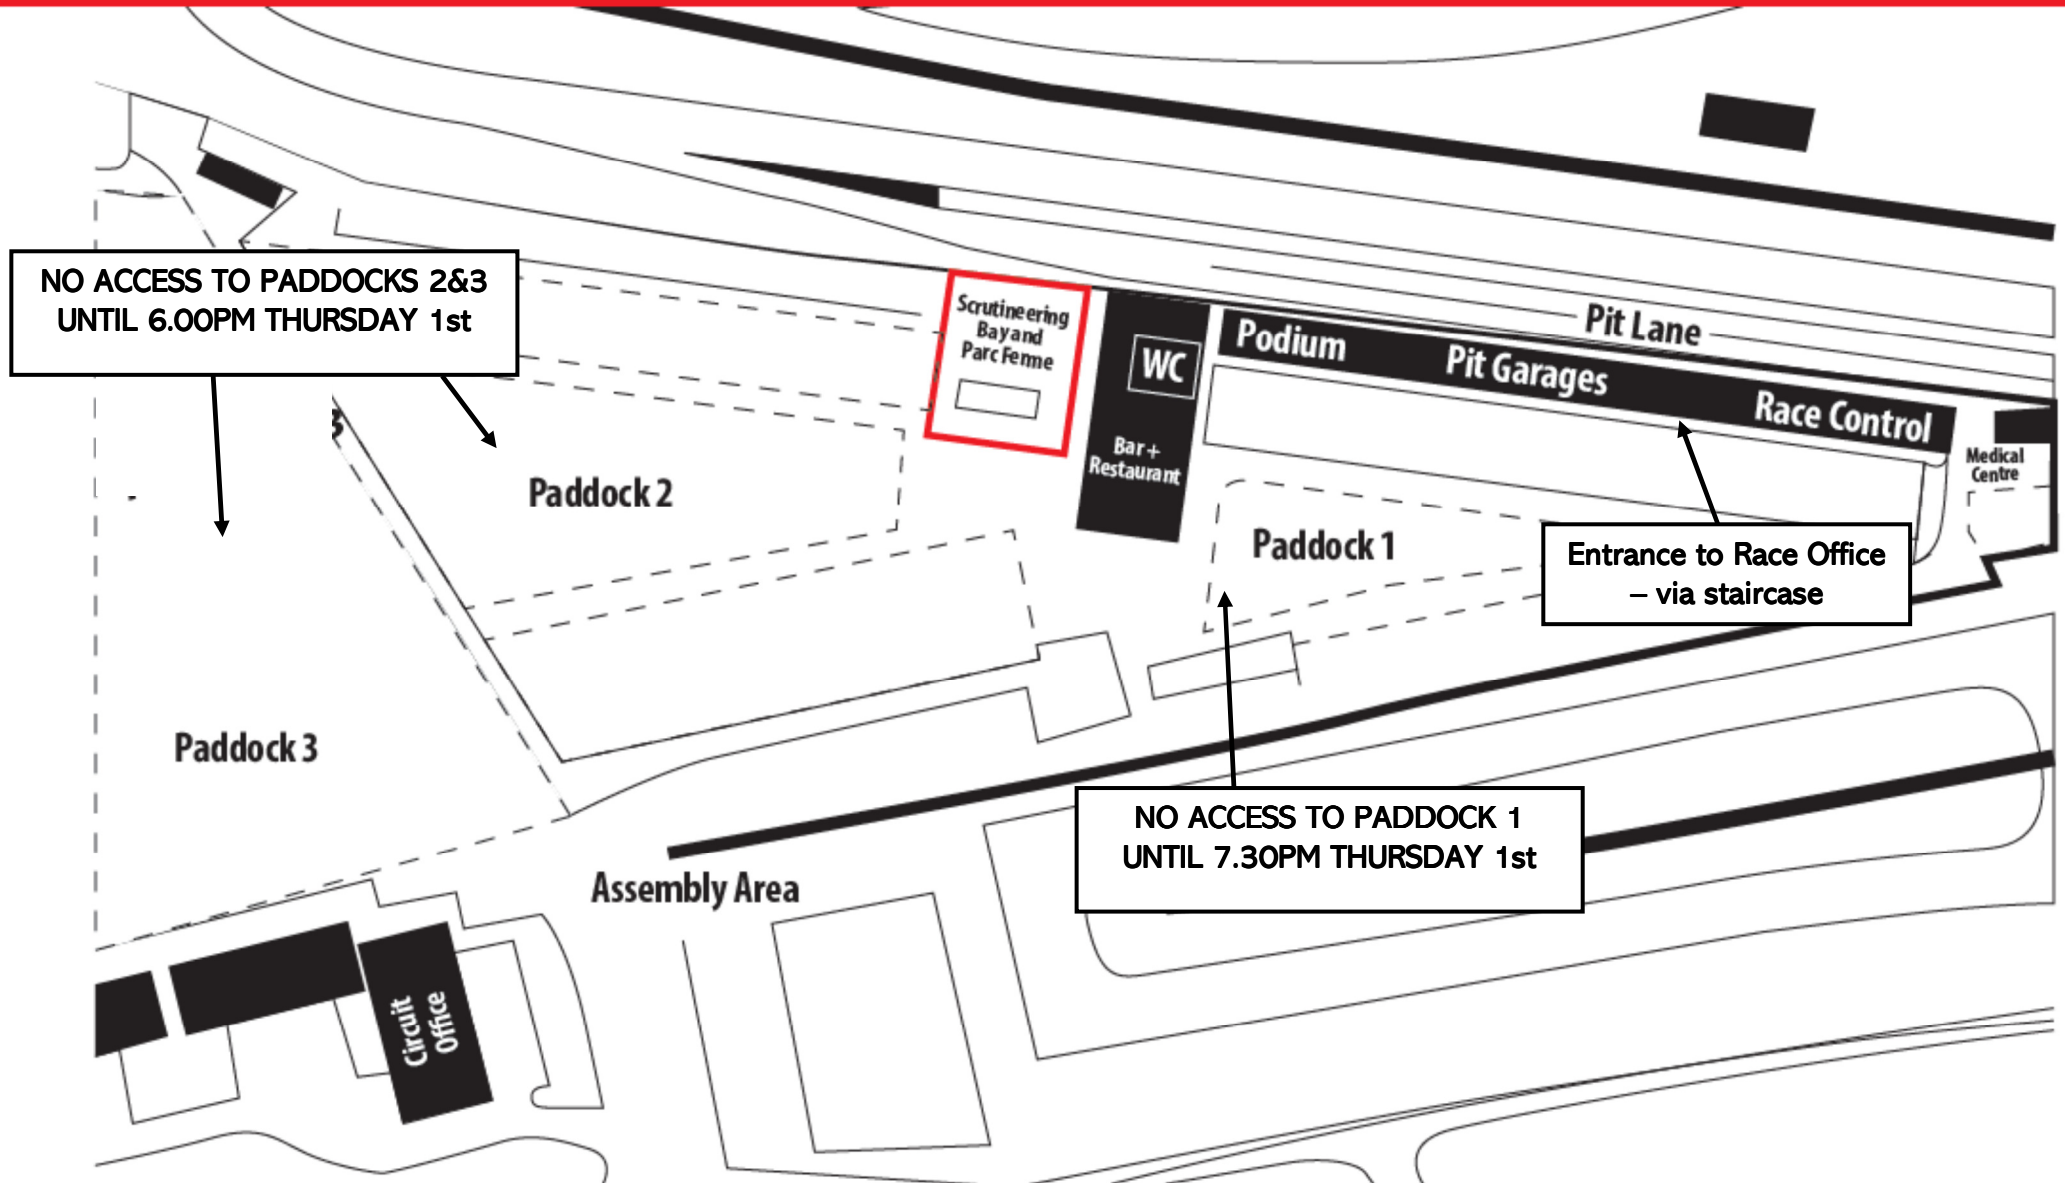 NO ACCESS TO PADDOCKS 2&3
UNTIL 6.00PM THURSDAY 1st
Scrutineering
Bay and
Parc Ferme
WC
Bar +
Restaurant
Pit Lane
Podium
Pit Garages
Race Control
Medical
Centre
Paddock 2
Paddock 1
Entrance to Race Office
– via staircase
Paddock 3
NO ACCESS TO PADDOCK 1
UNTIL 7.30PM THURSDAY 1st
Assembly Area
Circuit
Office